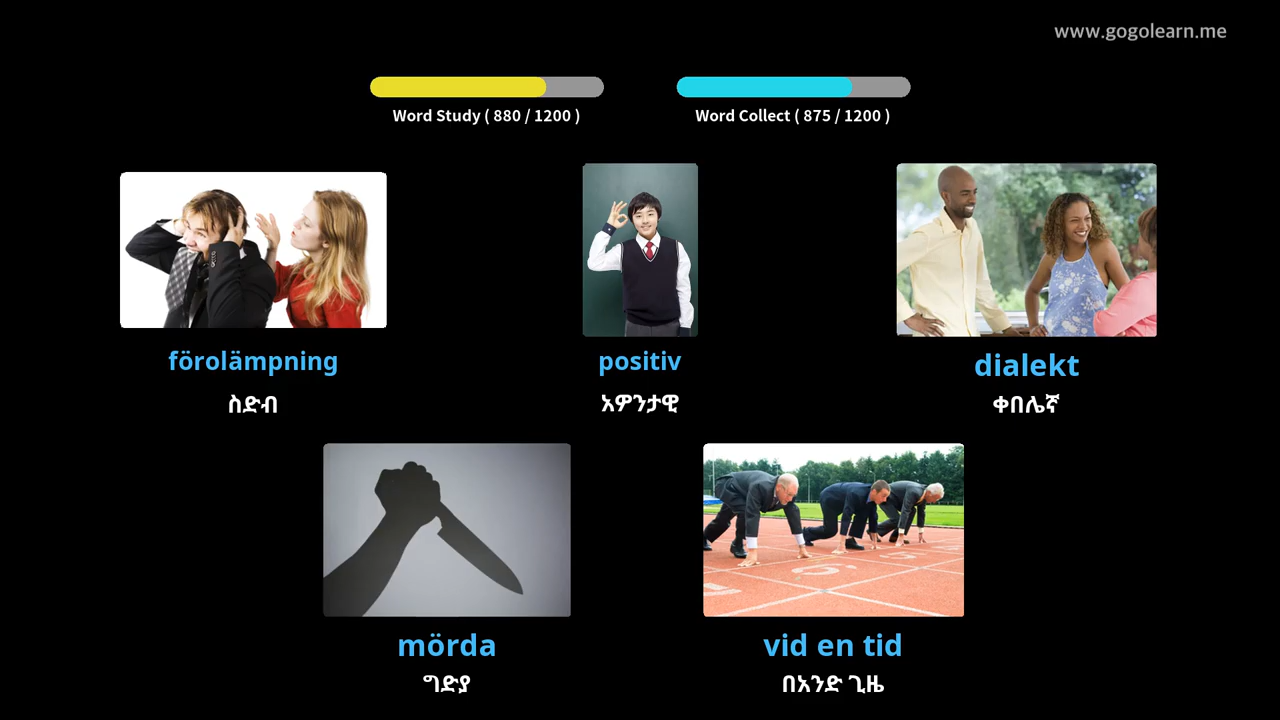 www.gogolearn.me
Word Study ( 880 / 1200 )
Word Collect ( 875 / 1200 )
förolämpning
positiv
dialekt
ስድብ
አዎንታዊ
ቀበሌኛ
mörda
vid en tid
ግድያ
በአንድ ጊዜ